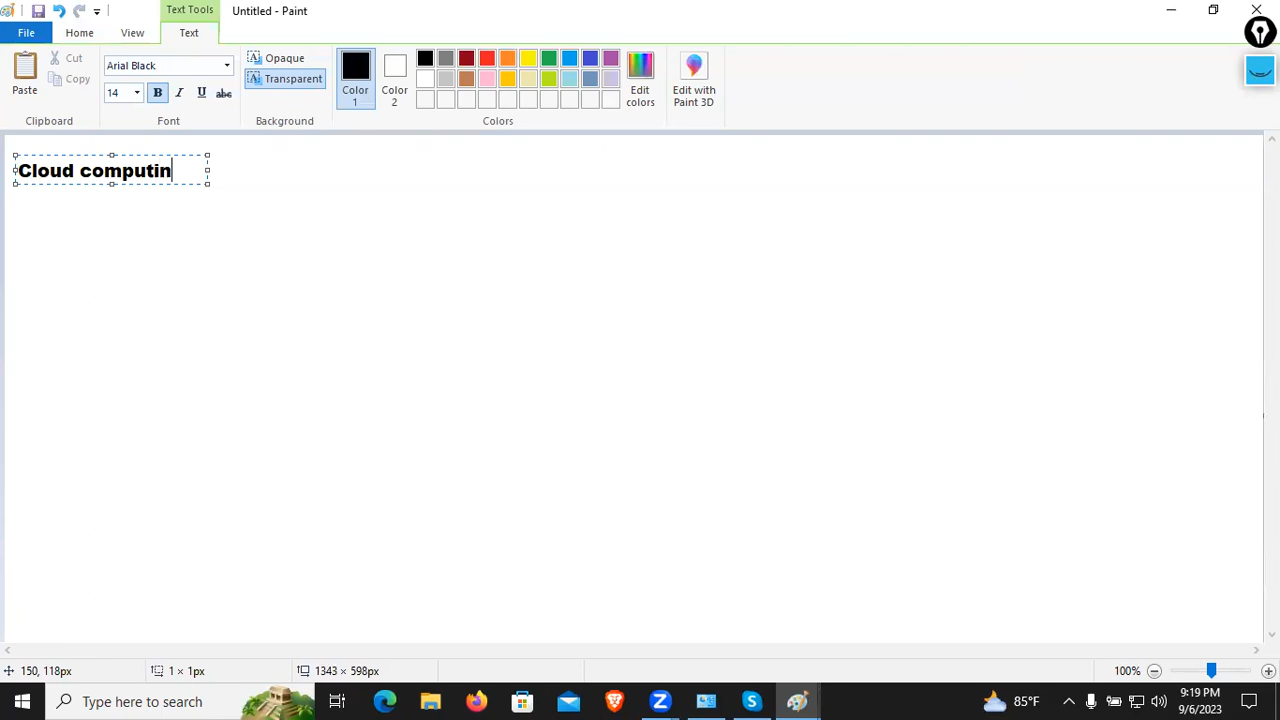 Text Tools
Untitled - Paint
File
Home
View
Text
Paste
Cut
Copy
Arial Black
14
B
I
U
abc
Opaque
Transparent
Color 1
Color 2
Edit colors
Edit with Paint 3D
Clipboard
Font
Background
Colors
Cloud computin
150, 118px
1 × 1px
1343 × 598px
100%
Type here to search
85°F
9:19 PM
9/6/2023